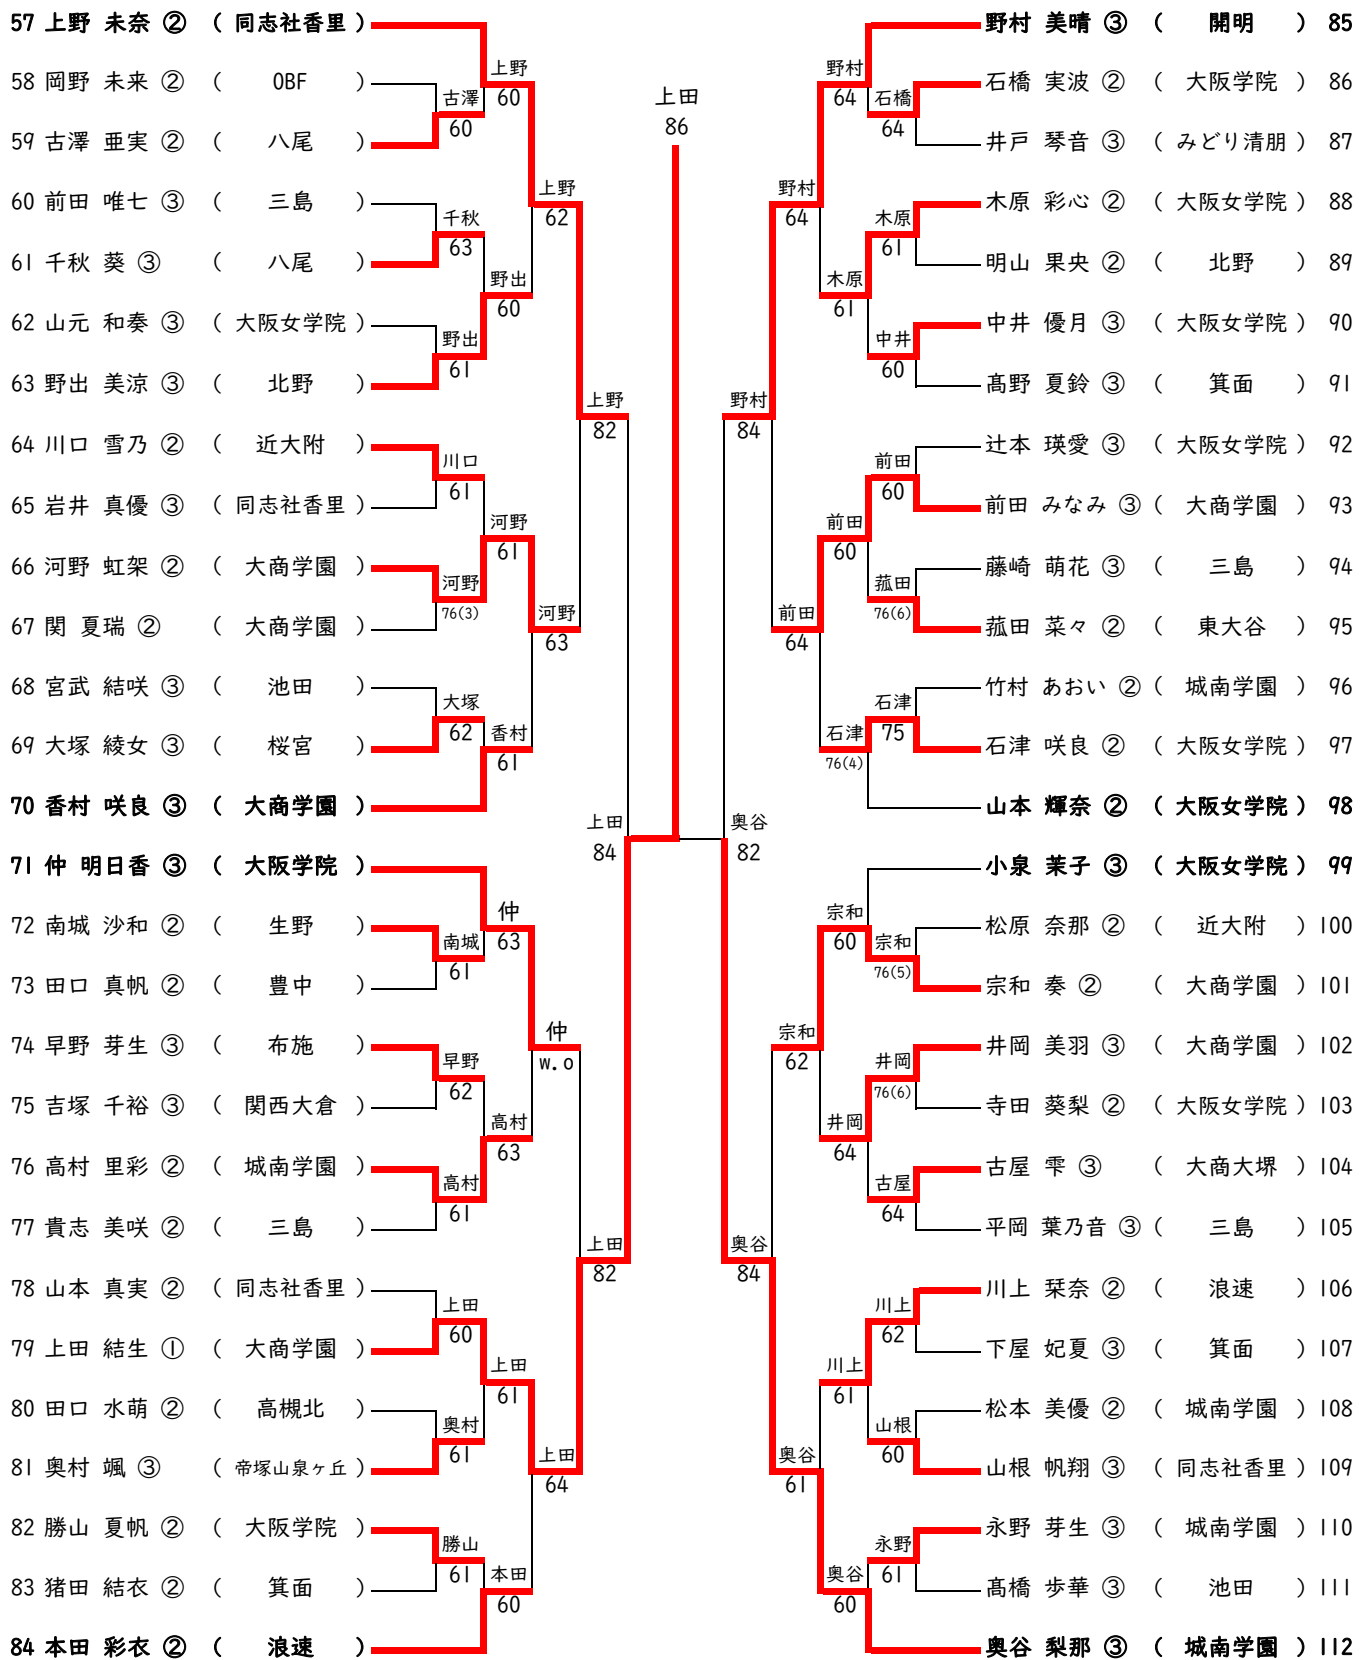 57 上野 未奈 ② ( 同志社香里 )
58 岡野 未来 ② ( OBF )
59 古澤 亜実 ② ( 八尾 )
60 前田 唯七 ③ ( 三島 )
61 千秋 葵 ③ ( 八尾 )
62 山元 和奏 ③ ( 大阪女学院 )
63 野出 美涼 ③ ( 北野 )
64 川口 雪乃 ② ( 近大附 )
65 岩井 真優 ③ ( 同志社香里 )
66 河野 虹架 ② ( 大商学園 )
67 関 夏瑞 ② ( 大商学園 )
68 宮武 結咲 ③ ( 池田 )
69 大塚 綾女 ③ ( 桜宮 )
70 香村 咲良 ③ ( 大商学園 )
71 仲 明日香 ③ ( 大阪学院 )
72 南城 沙和 ② ( 生野 )
73 田口 真帆 ② ( 豊中 )
74 早野 芽生 ③ ( 布施 )
75 吉塚 千裕 ③ ( 関西大倉 )
76 高村 里彩 ② ( 城南学園 )
77 貴志 美咲 ② ( 三島 )
78 山本 真実 ② ( 同志社香里 )
79 上田 結生 ① ( 大商学園 )
80 田口 水萌 ② ( 高槻北 )
81 奥村 颯 ③ ( 帝塚山泉ヶ丘 )
82 勝山 夏帆 ② ( 大阪学院 )
83 猪田 結衣 ② ( 箕面 )
84 本田 彩衣 ② ( 浪速 )
古澤
60
千秋
63
野出
61
川口
61
河野
76(3)
大塚
62
南城
61
早野
62
高村
61
上田
60
奥村
61
勝山
61
上野
60
野出
60
河野
61
香村
61
仲
63
高村
63
上田
61
本田
60
上野
62
河野
63
仲
w.o
上田
64
上野
82
上田
82
上田
84
上田
86
奥谷
82
野村
84
奥谷
84
野村
64
前田
64
宗和
62
奥谷
61
野村
64
木原
61
前田
60
石津
76(4)
宗和
60
井岡
64
川上
61
奥谷
60
石橋
64
木原
61
中井
60
前田
60
菰田
76(6)
石津
75
宗和
76(5)
井岡
76(6)
古屋
64
川上
62
山根
60
永野
61
野村 美晴 ③ ( 開明 ) 85
石橋 実波 ② ( 大阪学院 ) 86
井戸 琴音 ③ ( みどり清朋 ) 87
木原 彩心 ② ( 大阪女学院 ) 88
明山 果央 ② ( 北野 ) 89
中井 優月 ③ ( 大阪女学院 ) 90
髙野 夏鈴 ③ ( 箕面 ) 91
辻本 瑛愛 ③ ( 大阪女学院 ) 92
前田 みなみ ③ ( 大商学園 ) 93
藤崎 萌花 ③ ( 三島 ) 94
菰田 菜々 ② ( 東大谷 ) 95
竹村 あおい ② ( 城南学園 ) 96
石津 咲良 ② ( 大阪女学院 ) 97
山本 輝奈 ② ( 大阪女学院 ) 98
小泉 茉子 ③ ( 大阪女学院 ) 99
松原 奈那 ② ( 近大附 ) 100
宗和 奏 ② ( 大商学園 ) 101
井岡 美羽 ③ ( 大商学園 ) 102
寺田 葵梨 ② ( 大阪女学院 ) 103
古屋 雫 ③ ( 大商大堺 ) 104
平岡 葉乃音 ③ ( 三島 ) 105
川上 栞奈 ② ( 浪速 ) 106
下屋 妃夏 ③ ( 箕面 ) 107
松本 美優 ② ( 城南学園 ) 108
山根 帆翔 ③ ( 同志社香里 ) 109
永野 芽生 ③ ( 城南学園 ) 110
髙橋 歩華 ③ ( 池田 ) 111
奥谷 梨那 ③ ( 城南学園 ) 112